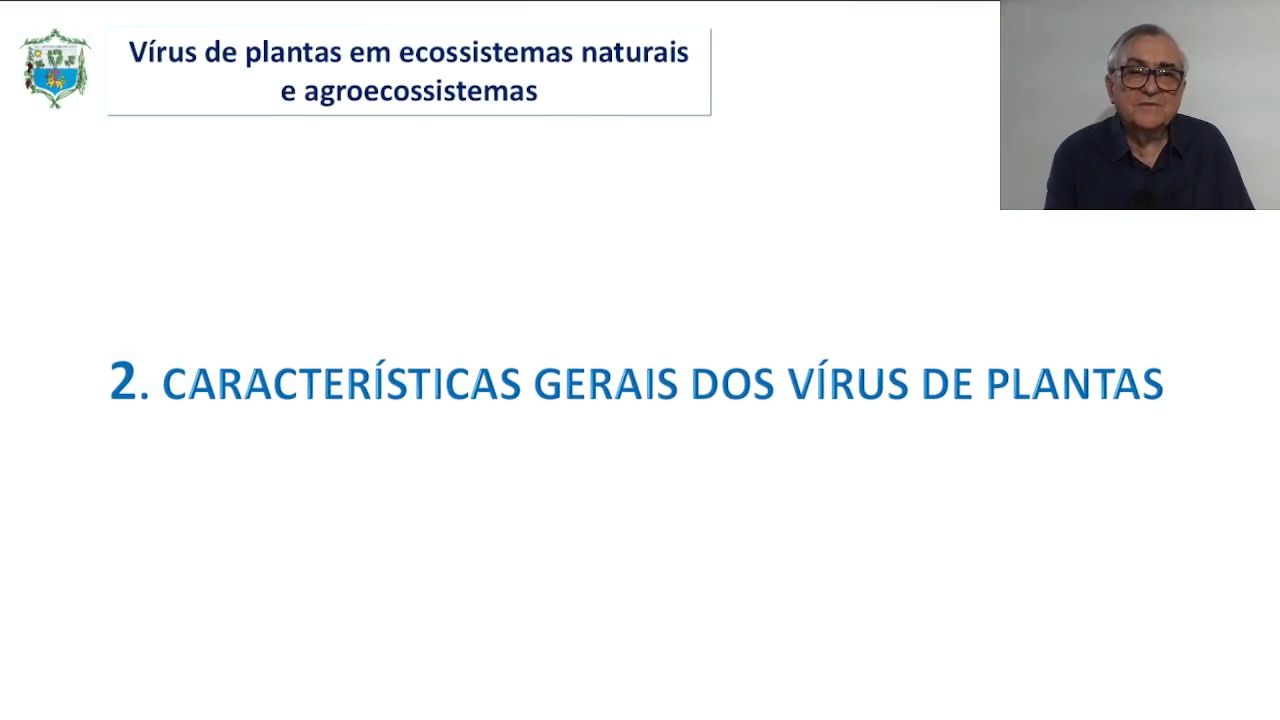 Vírus de plantas em ecossistemas naturais
e agroecossistemas
2. CARACTERÍSTICAS GERAIS DOS VÍRUS DE PLANTAS